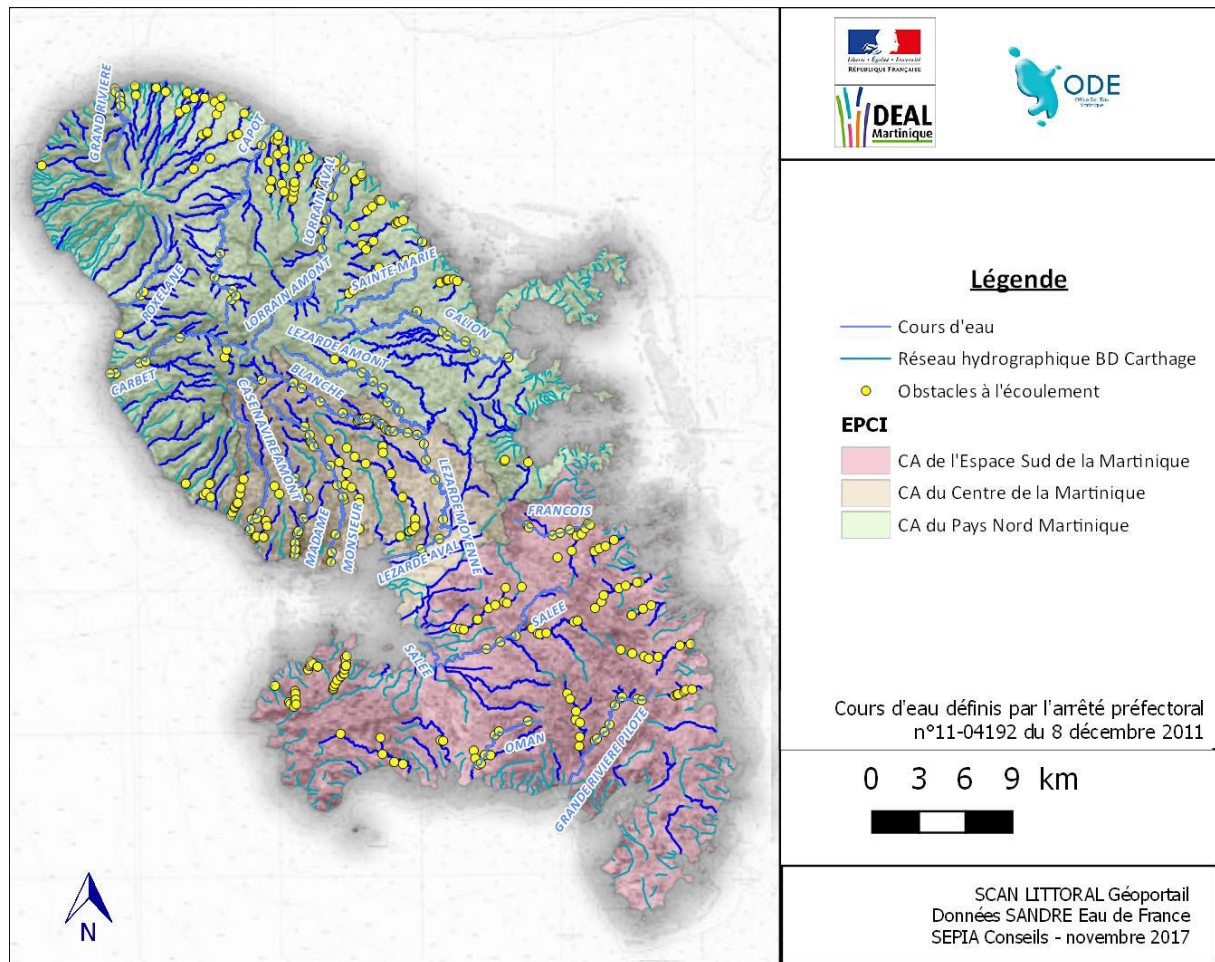 GRAND RIVIERE
CAPOT
LORRAIN AVAL
ROXELANE
LORRAIN AMONT
SAINTE-MARIE
GALION
LEZARDE AMONT
BLANCHE
CARBET
CASE NAVIRE AMONT
MADAME
MONSIEUR
LEZARDE MOYENNE
LEZARDE AVAL
FRANCOIS
SALEE
SALEE
OMAN
GRANDE RIVIERE PILOTE
N
Liberté • Égalité • Fraternité
RÉPUBLIQUE FRANÇAISE
DEAL
Martinique
ODE
Office De l'Eau
Martinique
Légende
Cours d'eau
Réseau hydrographique BD Carthage
Obstacles à l'écoulement
EPCI
CA de l'Espace Sud de la Martinique
CA du Centre de la Martinique
CA du Pays Nord Martinique
Cours d'eau définis par l'arrêté préfectoral
n°11-04192 du 8 décembre 2011
0 3 6 9 km
SCAN LITTORAL Géoportail
Données SANDRE Eau de France
SEPIA Conseils - novembre 2017